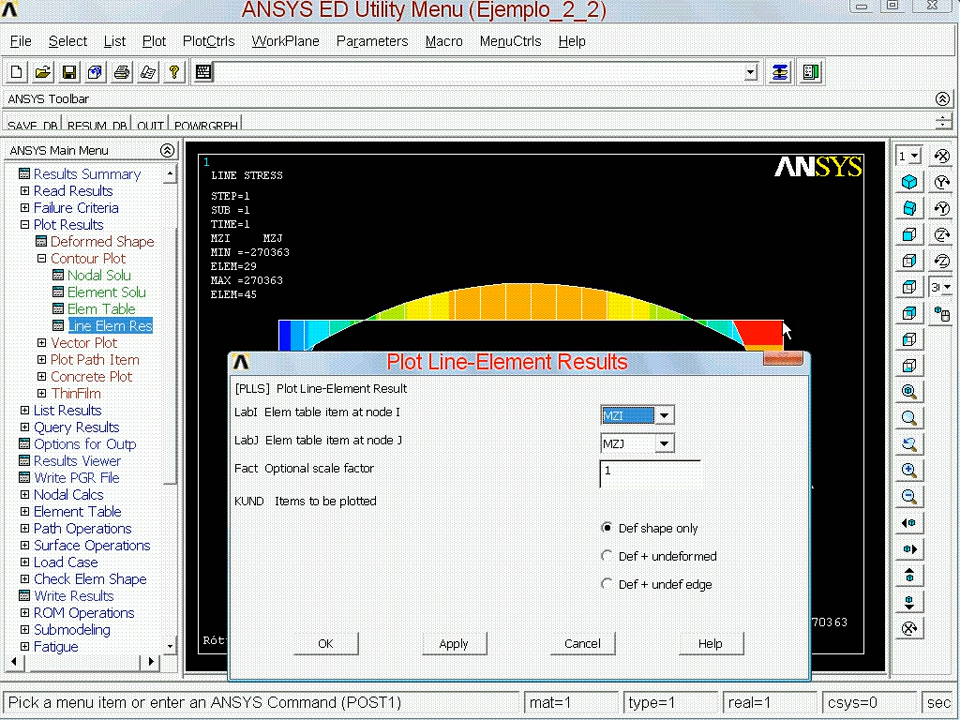 ANSYS ED Utility Menu (Ejemplo_2_2)
File Select List Plot PlotCtrls WorkPlane Parameters Macro MenuCtrls Help
ANSYS Toolbar
SAVE_DB RESUM_DB QUIT POWRGRPH
ANSYS Main Menu
Results Summary
Read Results
Failure Criteria
Plot Results
Deformed Shape
Contour Plot
Nodal Solu
Element Solu
Elem Table
Line Elem Res
Vector Plot
Plot Path Item
Concrete Plot
ThinFilm
List Results
Query Results
Options for Outp
Results Viewer
Write PGR File
Nodal Calcs
Element Table
Path Operations
Surface Operations
Load Case
Check Elem Shape
Write Results
ROM Operations
Submodeling
Fatigue
1
LINE STRESS
STEP=1
SUB =1
TIME=1
MZI MZJ
MIN =-270363
ELEM=29
MAX =270363
ELEM=45
ANSYS
1
Plot Line-Element Results
[PLLS] Plot Line-Element Result
LabI Elem table item at node I
MZI
LabJ Elem table item at node J
MZJ
Fact Optional scale factor
1
KUND Items to be plotted
Def shape only
Def + undeformed
Def + undef edge
OK Apply Cancel Help
70363
Rót
Pick a menu item or enter an ANSYS Command (POST1)
mat=1
type=1
real=1
csys=0
sec